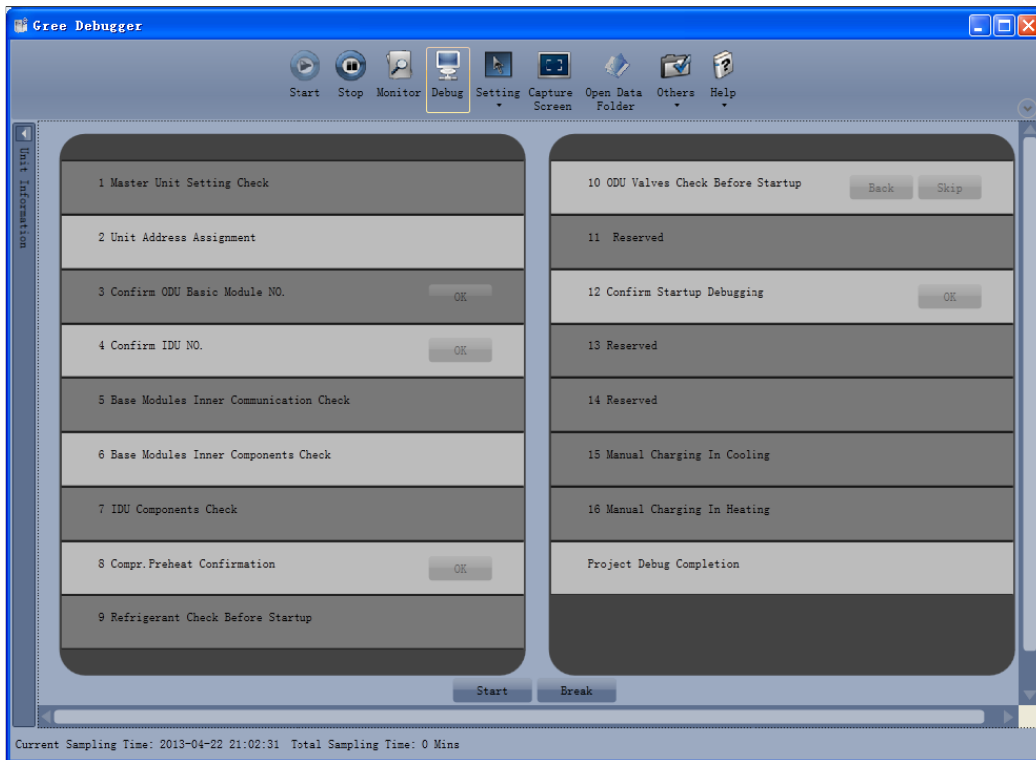 Gree Debugger
Start Stop Monitor Debug Setting Capture Screen Open Data Folder Others Help
Unit Information
1 Master Unit Setting Check
2 Unit Address Assignment
3 Confirm ODU Basic Module NO. OK
4 Confirm IDU NO. OK
5 Base Modules Inner Communication Check
6 Base Modules Inner Components Check
7 IDU Components Check
8 Compr.Preheat Confirmation OK
9 Refrigerant Check Before Startup
10 ODU Valves Check Before Startup Back Skip
11 Reserved
12 Confirm Startup Debugging OK
13 Reserved
14 Reserved
15 Manual Charging In Cooling
16 Manual Charging In Heating
Project Debug Completion
Start Break
Current Sampling Time: 2013-04-22 21:02:31 Total Sampling Time: 0 Mins